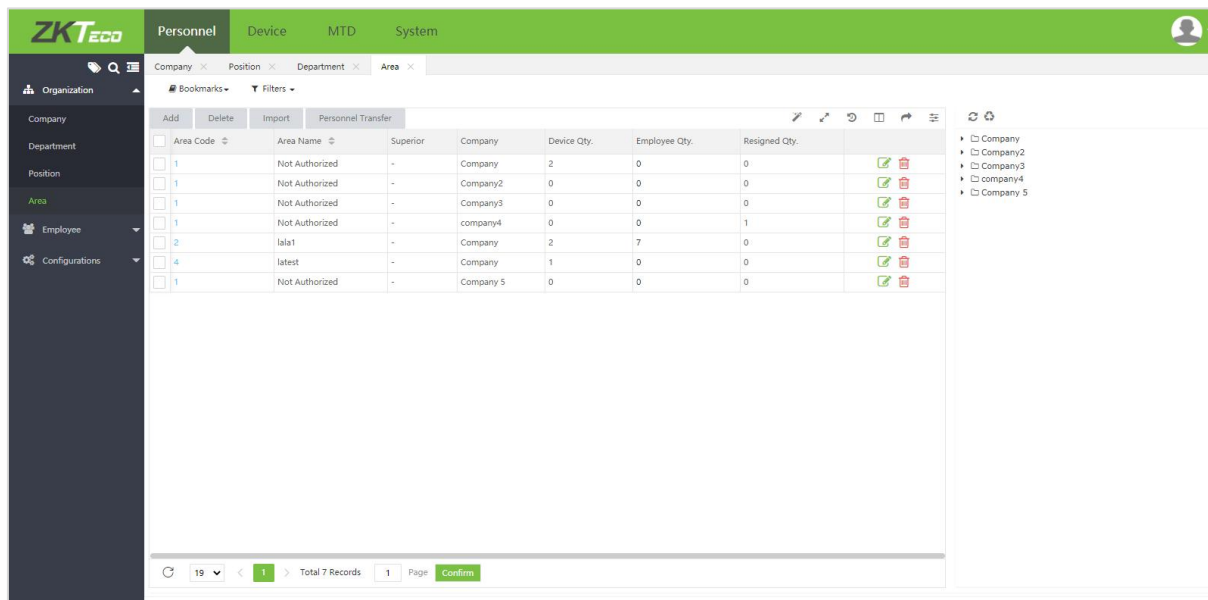 ZKTeco Personnel Device MTD System
Company Position Department Area
Organization Bookmarks Filters
Company Add Delete Import Personnel Transfer
Area Code Area Name Superior Company Device Qty. Employee Qty. Resigned Qty.
Department
Position
Area
Employee
Configurations
1 Not Authorized - Company 2 0 0
1 Not Authorized - Company2 0 0 0
1 Not Authorized - Company3 0 0 0
1 Not Authorized - company4 0 0 1
2 lala1 - Company 2 7 0
4 latest - Company 1 0 0
1 Not Authorized - Company 5 0 0 0
Company
Company2
Company3
company4
Company 5
19 1 Total 7 Records 1 Page Confirm